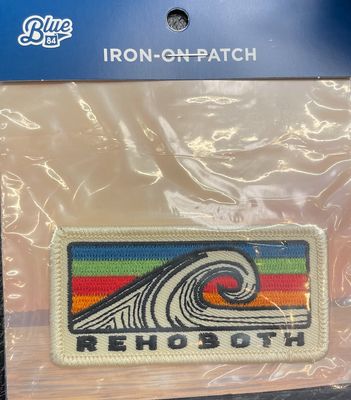 Blue
84
IRON-ON PATCH
REHOBOTH